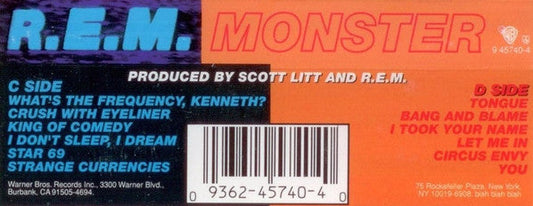 R.E.M. MONSTER
9 45740-4
PRODUCED BY SCOTT LITT AND R.E.M.
C SIDE
WHAT'S THE FREQUENCY, KENNETH?
CRUSH WITH EYELINER
KING OF COMEDY
I DON'T SLEEP, I DREAM
STAR 69
STRANGE CURRENCIES
Warner Bros. Records Inc., 3300 Warner Blvd.,
Burbank, CA 91505-4694.
0 9362-45740-4 0
D SIDE
TONGUE
BANG AND BLAME
I TOOK YOUR NAME
LET ME IN
CIRCUS ENVY
YOU
75 Rockefeller Plaza, New York,
NY 10019-6908. blah blah blah